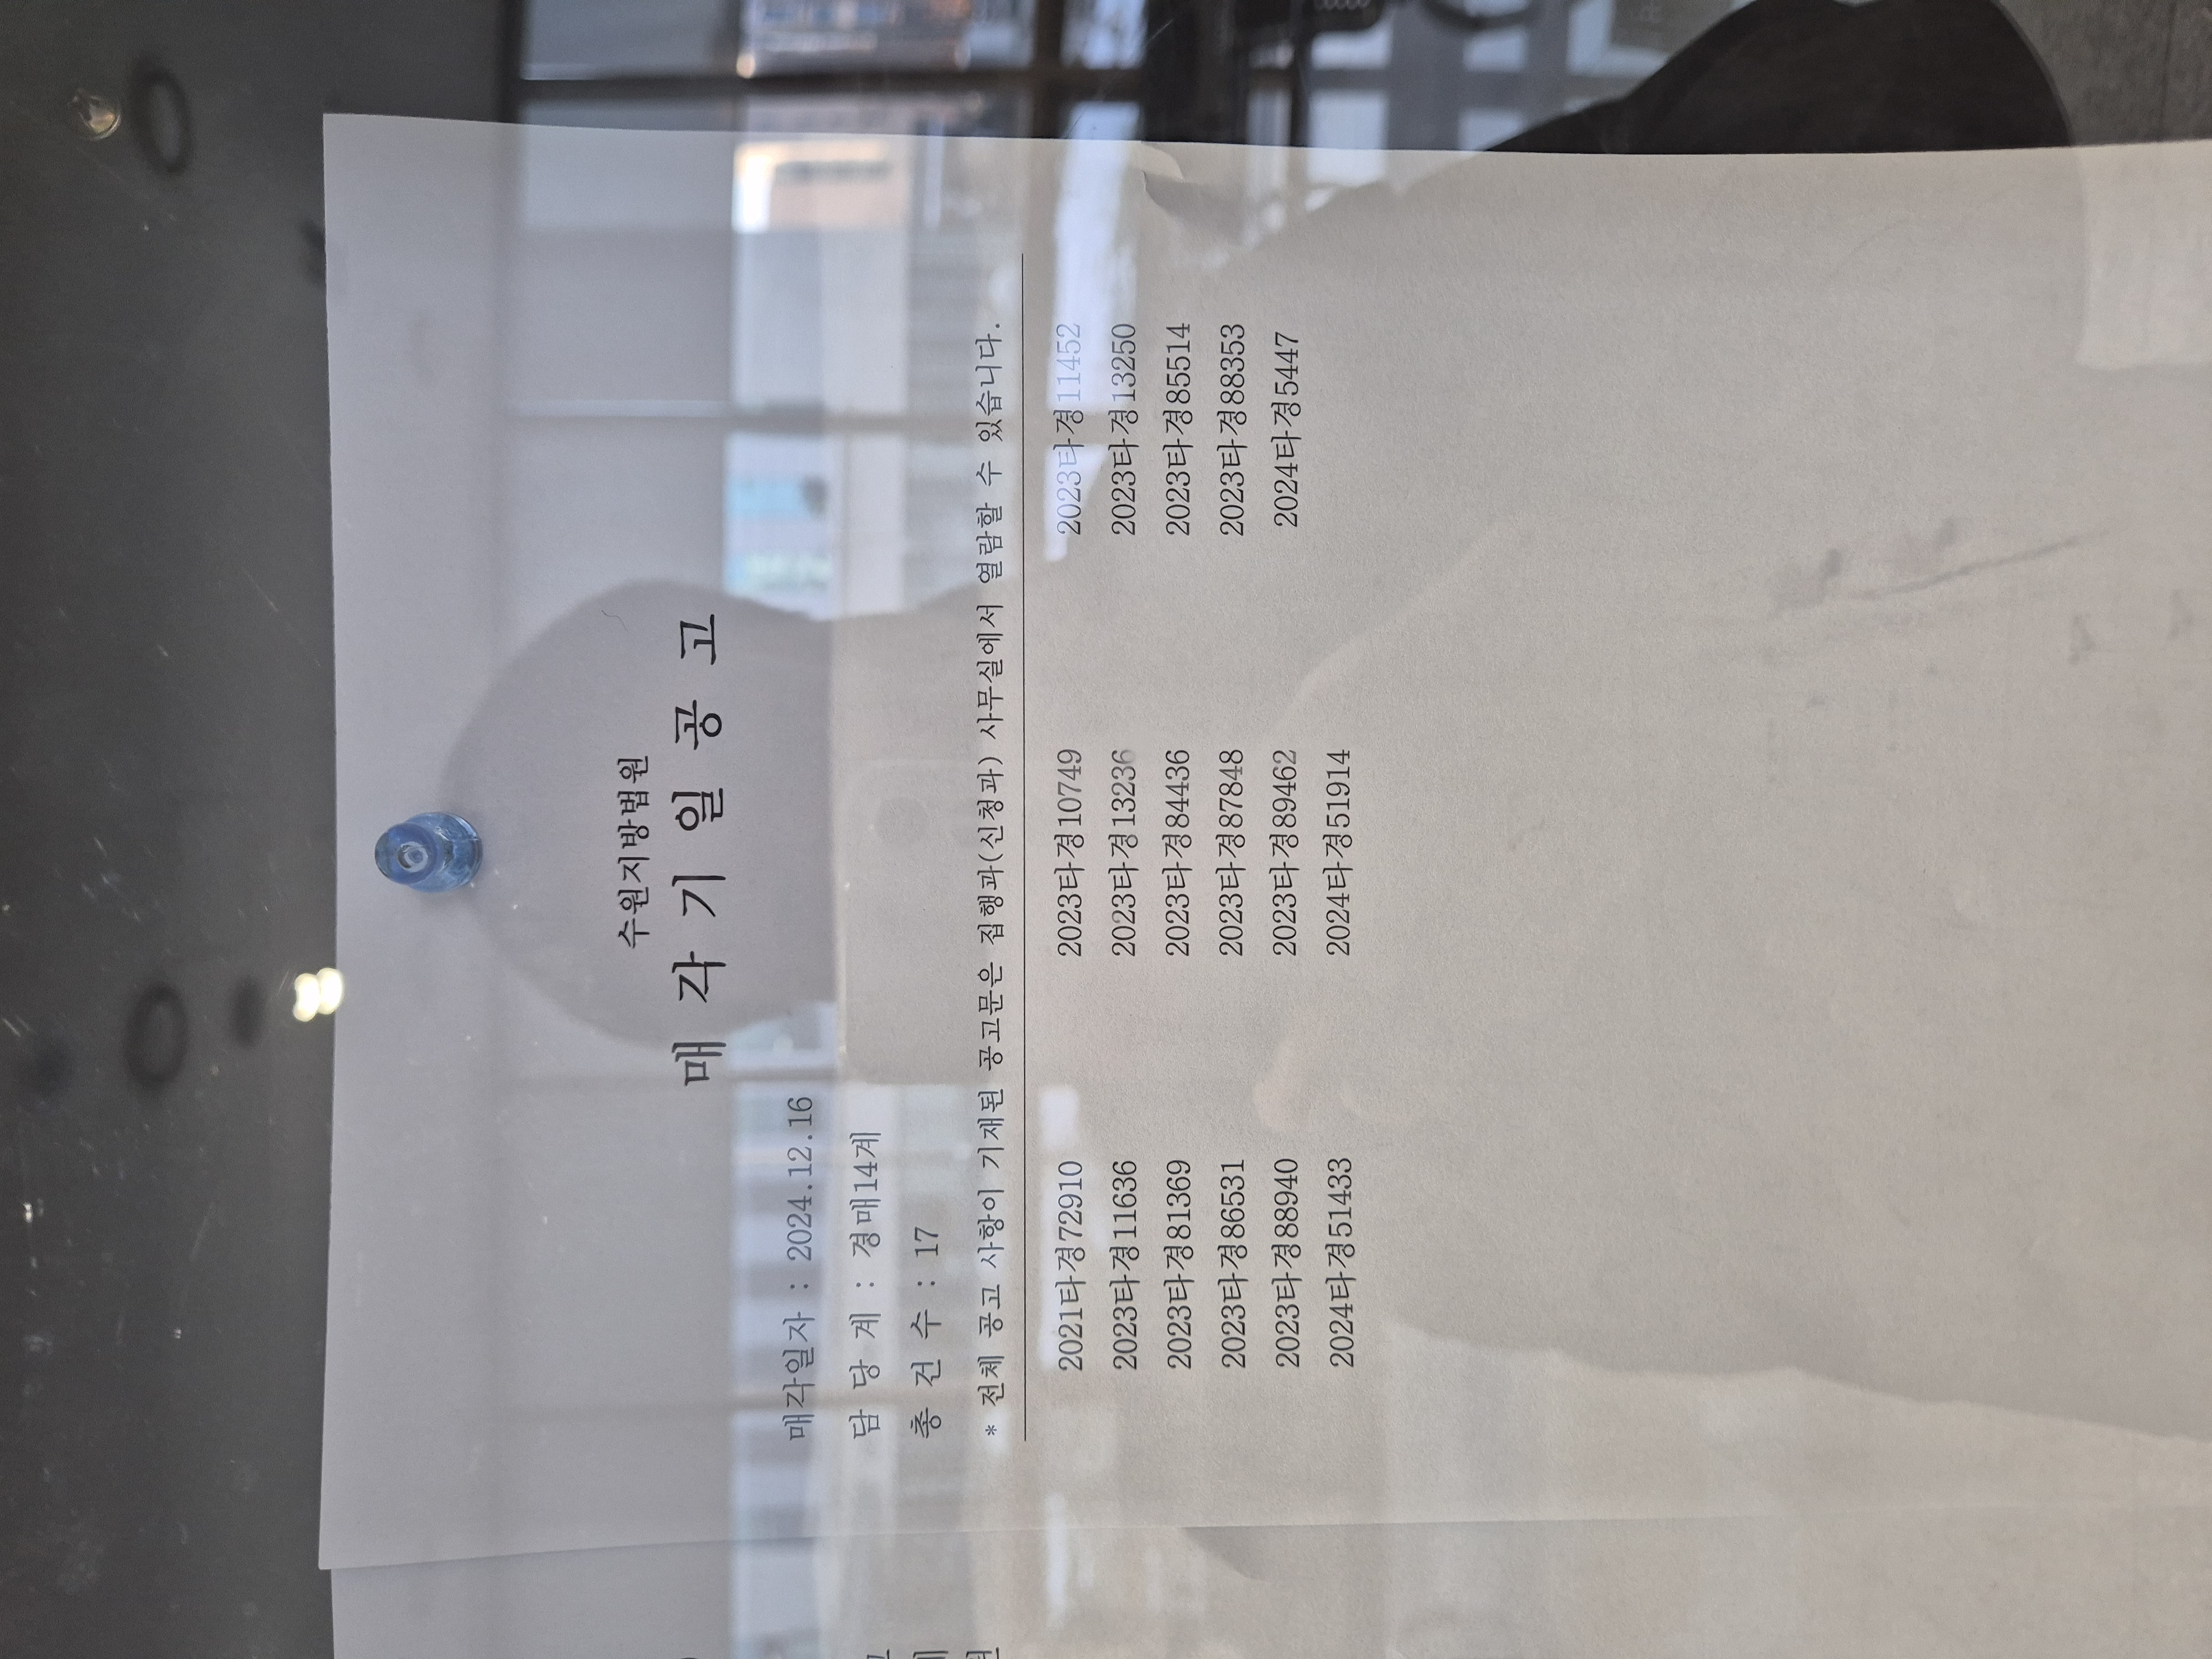 수원지방법원
매 각 기 일 공 고
매각일자 : 2024.12.16
담 당 계 : 경매14계
총 건 수 : 17
* 전체 공고 사항이 기재된 공고문은 집행과(신청과) 사무실에서 열람할 수 있습니다.
2021타경72910 2023타경10749 2023타경11452
2023타경11636 2023타경13236 2023타경13250
2023타경81369 2023타경84436 2023타경85514
2023타경86531 2023타경87848 2023타경88353
2023타경88940 2023타경89462 2024타경5447
2024타경51433 2024타경51914